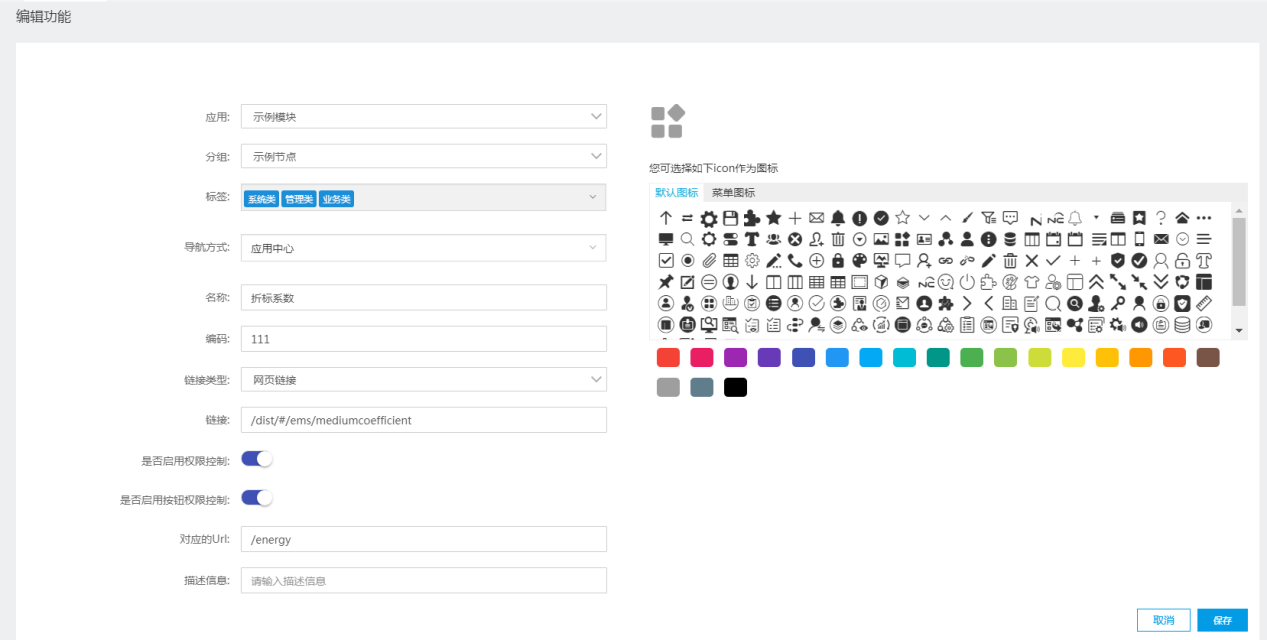 编辑功能
应用: 示例模块
分组: 示例节点
标签: 系统类 管理类 业务类
导航方式: 应用中心
名称: 折标系数
编码: 111
链接类型: 网页链接
链接: /dist/#/ems/mediumcoefficient
是否启用权限控制:
是否启用按钮权限控制:
对应的Url: /energy
描述信息: 请输入描述信息
您可选择如下icon作为图标
默认图标 菜单图标
取消 保存